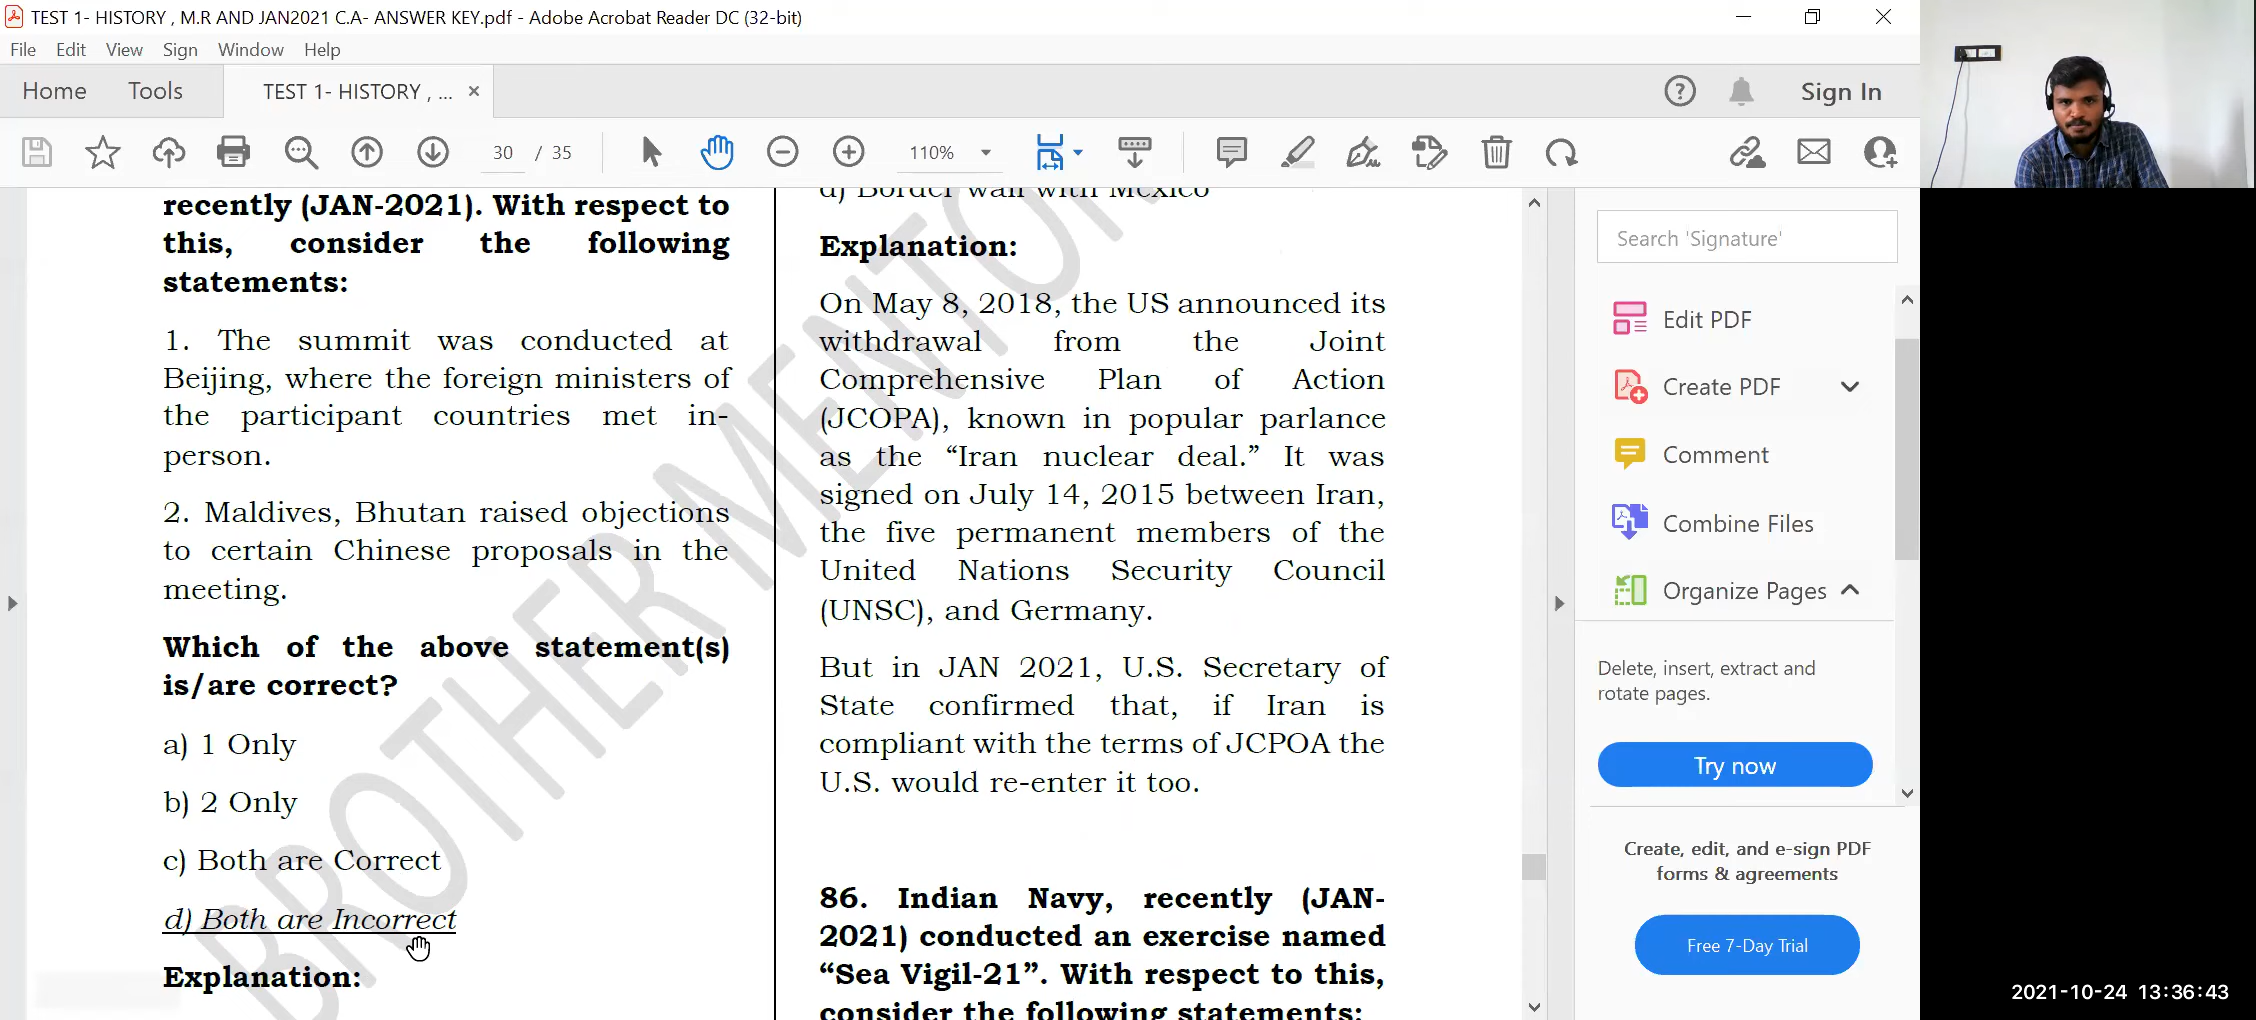 TEST 1- HISTORY , M.R AND JAN2021 C.A- ANSWER KEY.pdf - Adobe Acrobat Reader DC (32-bit)
File Edit View Sign Window Help
Home Tools TEST 1- HISTORY , ... × Sign In
30 / 35 110%
recently (JAN-2021). With respect to
this, consider the following
statements:
1. The summit was conducted at
Beijing, where the foreign ministers of
the participant countries met in-
person.
2. Maldives, Bhutan raised objections
to certain Chinese proposals in the
meeting.
Which of the above statement(s)
is/are correct?
a) 1 Only
b) 2 Only
c) Both are Correct
d) Both are Incorrect
Explanation:
d) Border wall with Mexico
Explanation:
On May 8, 2018, the US announced its
withdrawal from the Joint
Comprehensive Plan of Action
(JCOPA), known in popular parlance
as the “Iran nuclear deal.” It was
signed on July 14, 2015 between Iran,
the five permanent members of the
United Nations Security Council
(UNSC), and Germany.
But in JAN 2021, U.S. Secretary of
State confirmed that, if Iran is
compliant with the terms of JCPOA the
U.S. would re-enter it too.
86. Indian Navy, recently (JAN-
2021) conducted an exercise named
“Sea Vigil-21”. With respect to this,
consider the following statements:
BROTHER MENTOR
Search 'Signature'
Edit PDF
Create PDF
Comment
Combine Files
Organize Pages
Delete, insert, extract and
rotate pages.
Try now
Create, edit, and e-sign PDF
forms & agreements
Free 7-Day Trial
2021-10-24 13:36:43